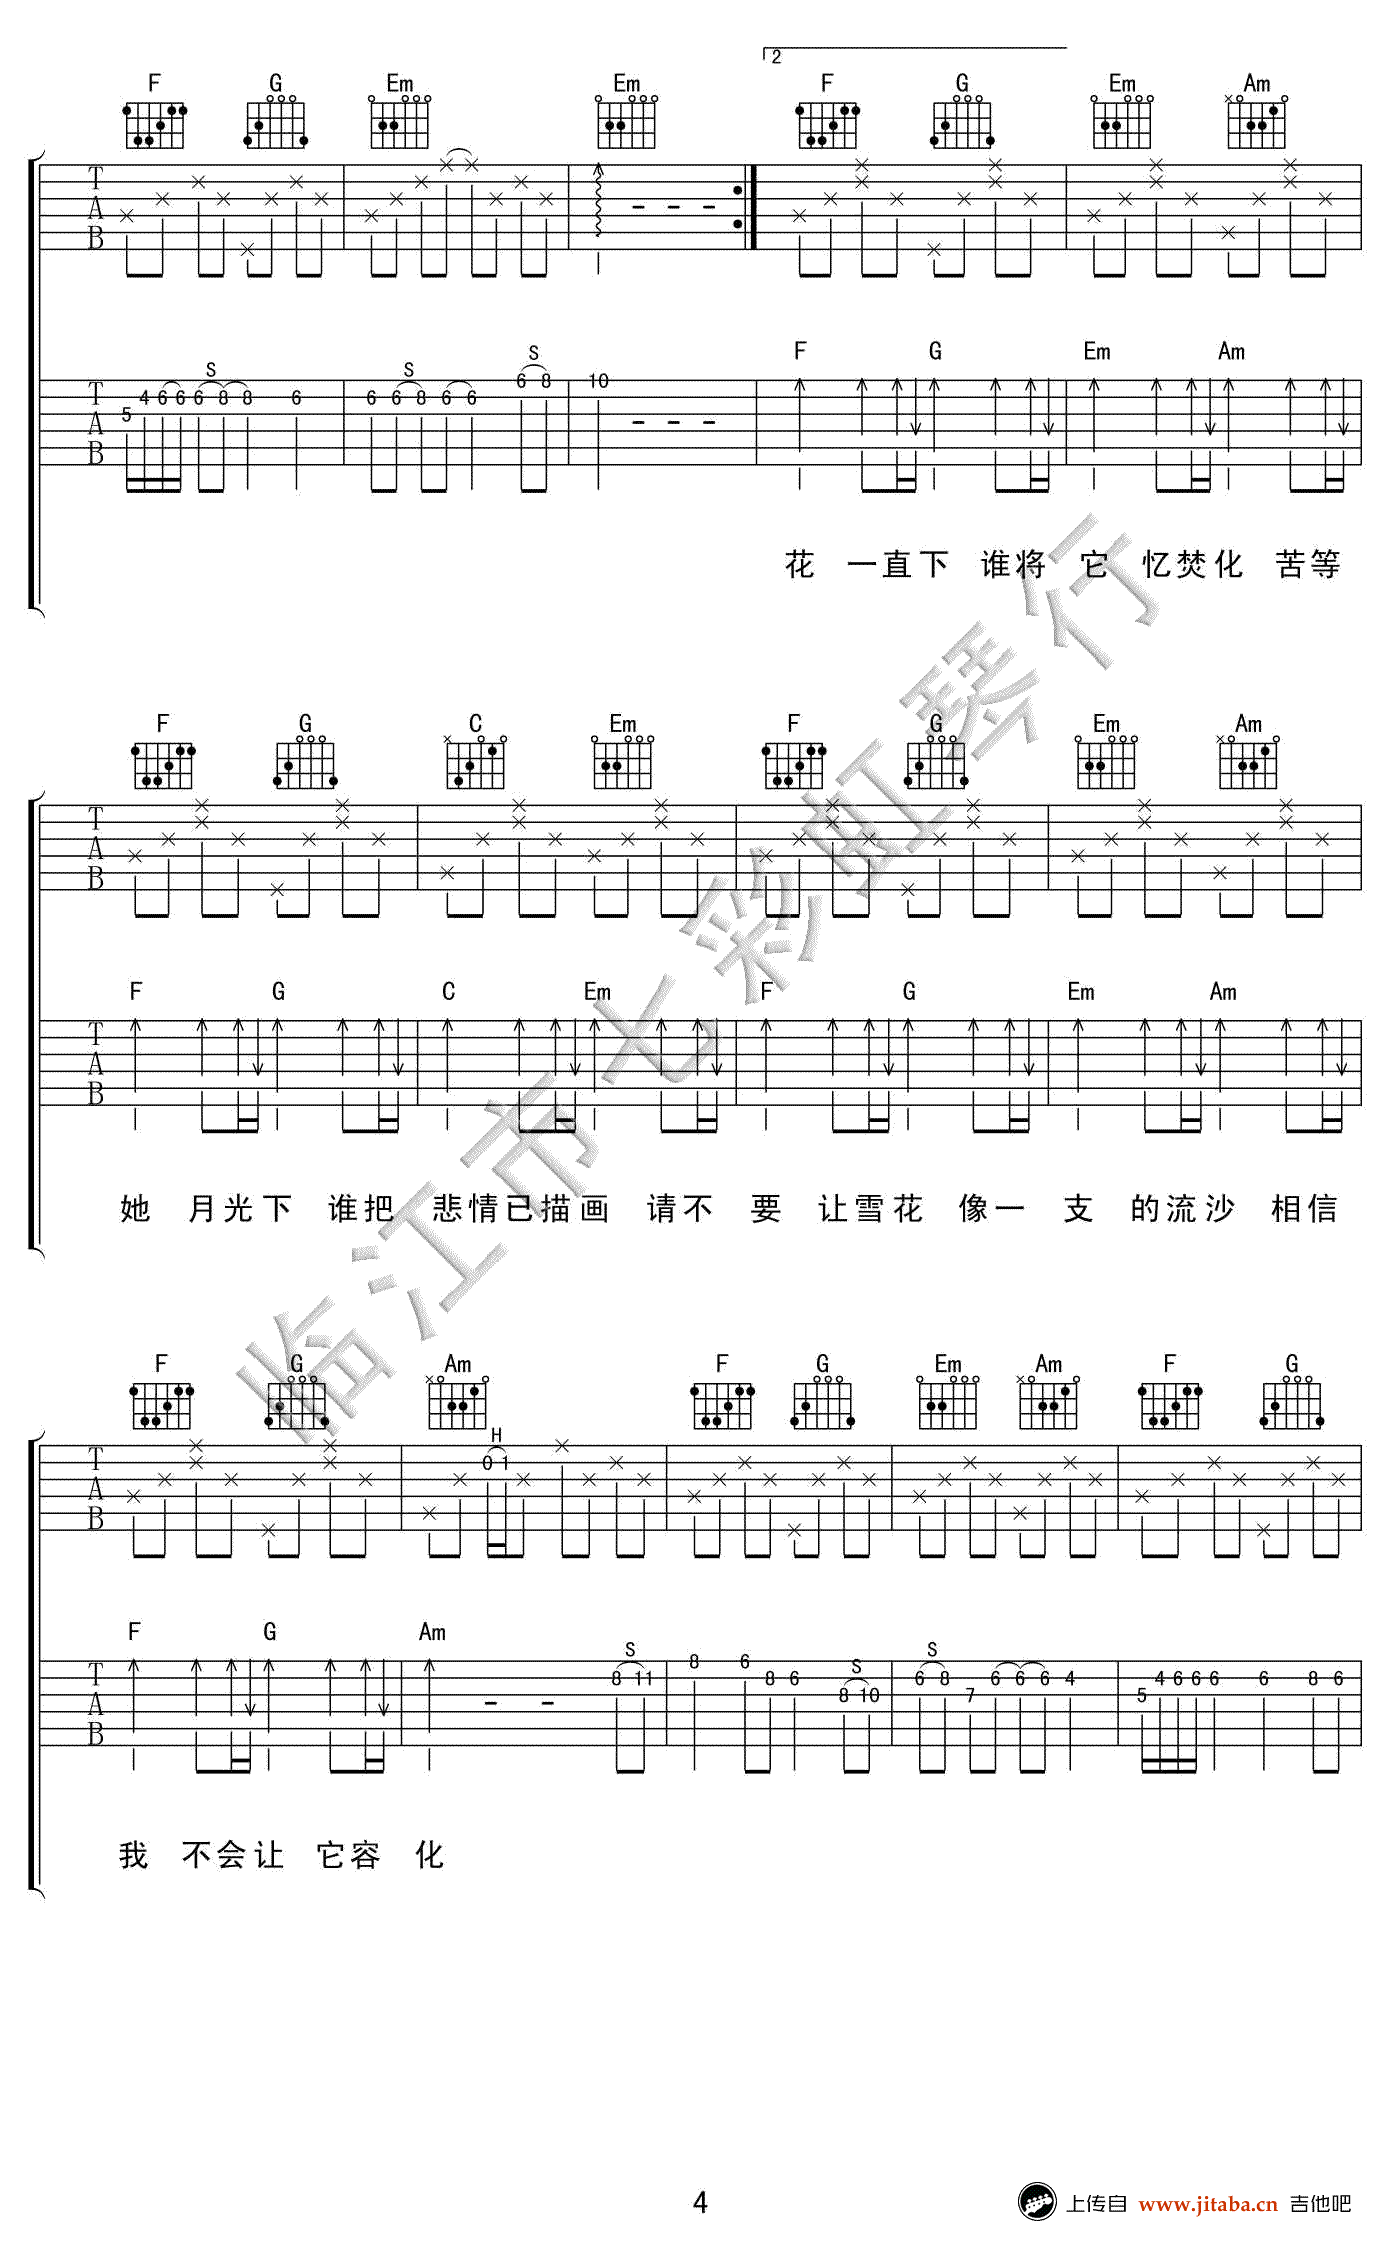 2
F G Em Em F G Em Am
T
A
B
S S S F G Em Am
5 4 6 6 6 8 8 6 6 6 8 6 6 6 8 10
T
A
B
花 一直下 谁将 它 忆焚化 苦等
F G C Em F G Em Am
T
A
B
F G C Em F G Em Am
T
A
B
她 月光下 谁把 悲情已描画 请不 要 让雪花 像一 支 的流沙 相信
F G Am F G Em Am F G
H
0 1
T
A
B
F G Am S S S
8 11 8 6 8 6 8 10 6 8 7 6 6 6 4 5 4 6 6 6 6 8 6
T
A
B
我 不会让 它容 化
临江市七彩虹琴行
4
上传自 www.jitaba.cn 吉他吧